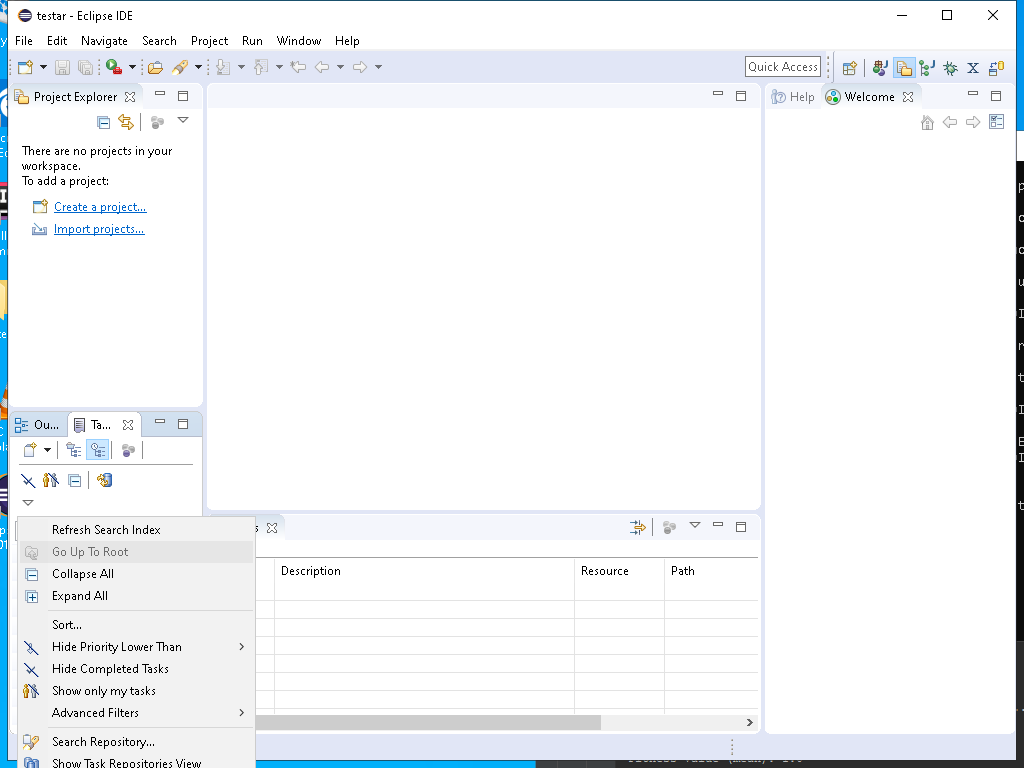 testar - Eclipse IDE
File Edit Navigate Search Project Run Window Help
Quick Access
Project Explorer
Help
Welcome
There are no projects in your
workspace.
To add a project:
Create a project...
Import projects...
Ou...
Ta...
Refresh Search Index
Go Up To Root
Collapse All
Expand All
Sort...
Hide Priority Lower Than
Hide Completed Tasks
Show only my tasks
Advanced Filters
Search Repository...
Show Task Repositories View
Description Resource Path